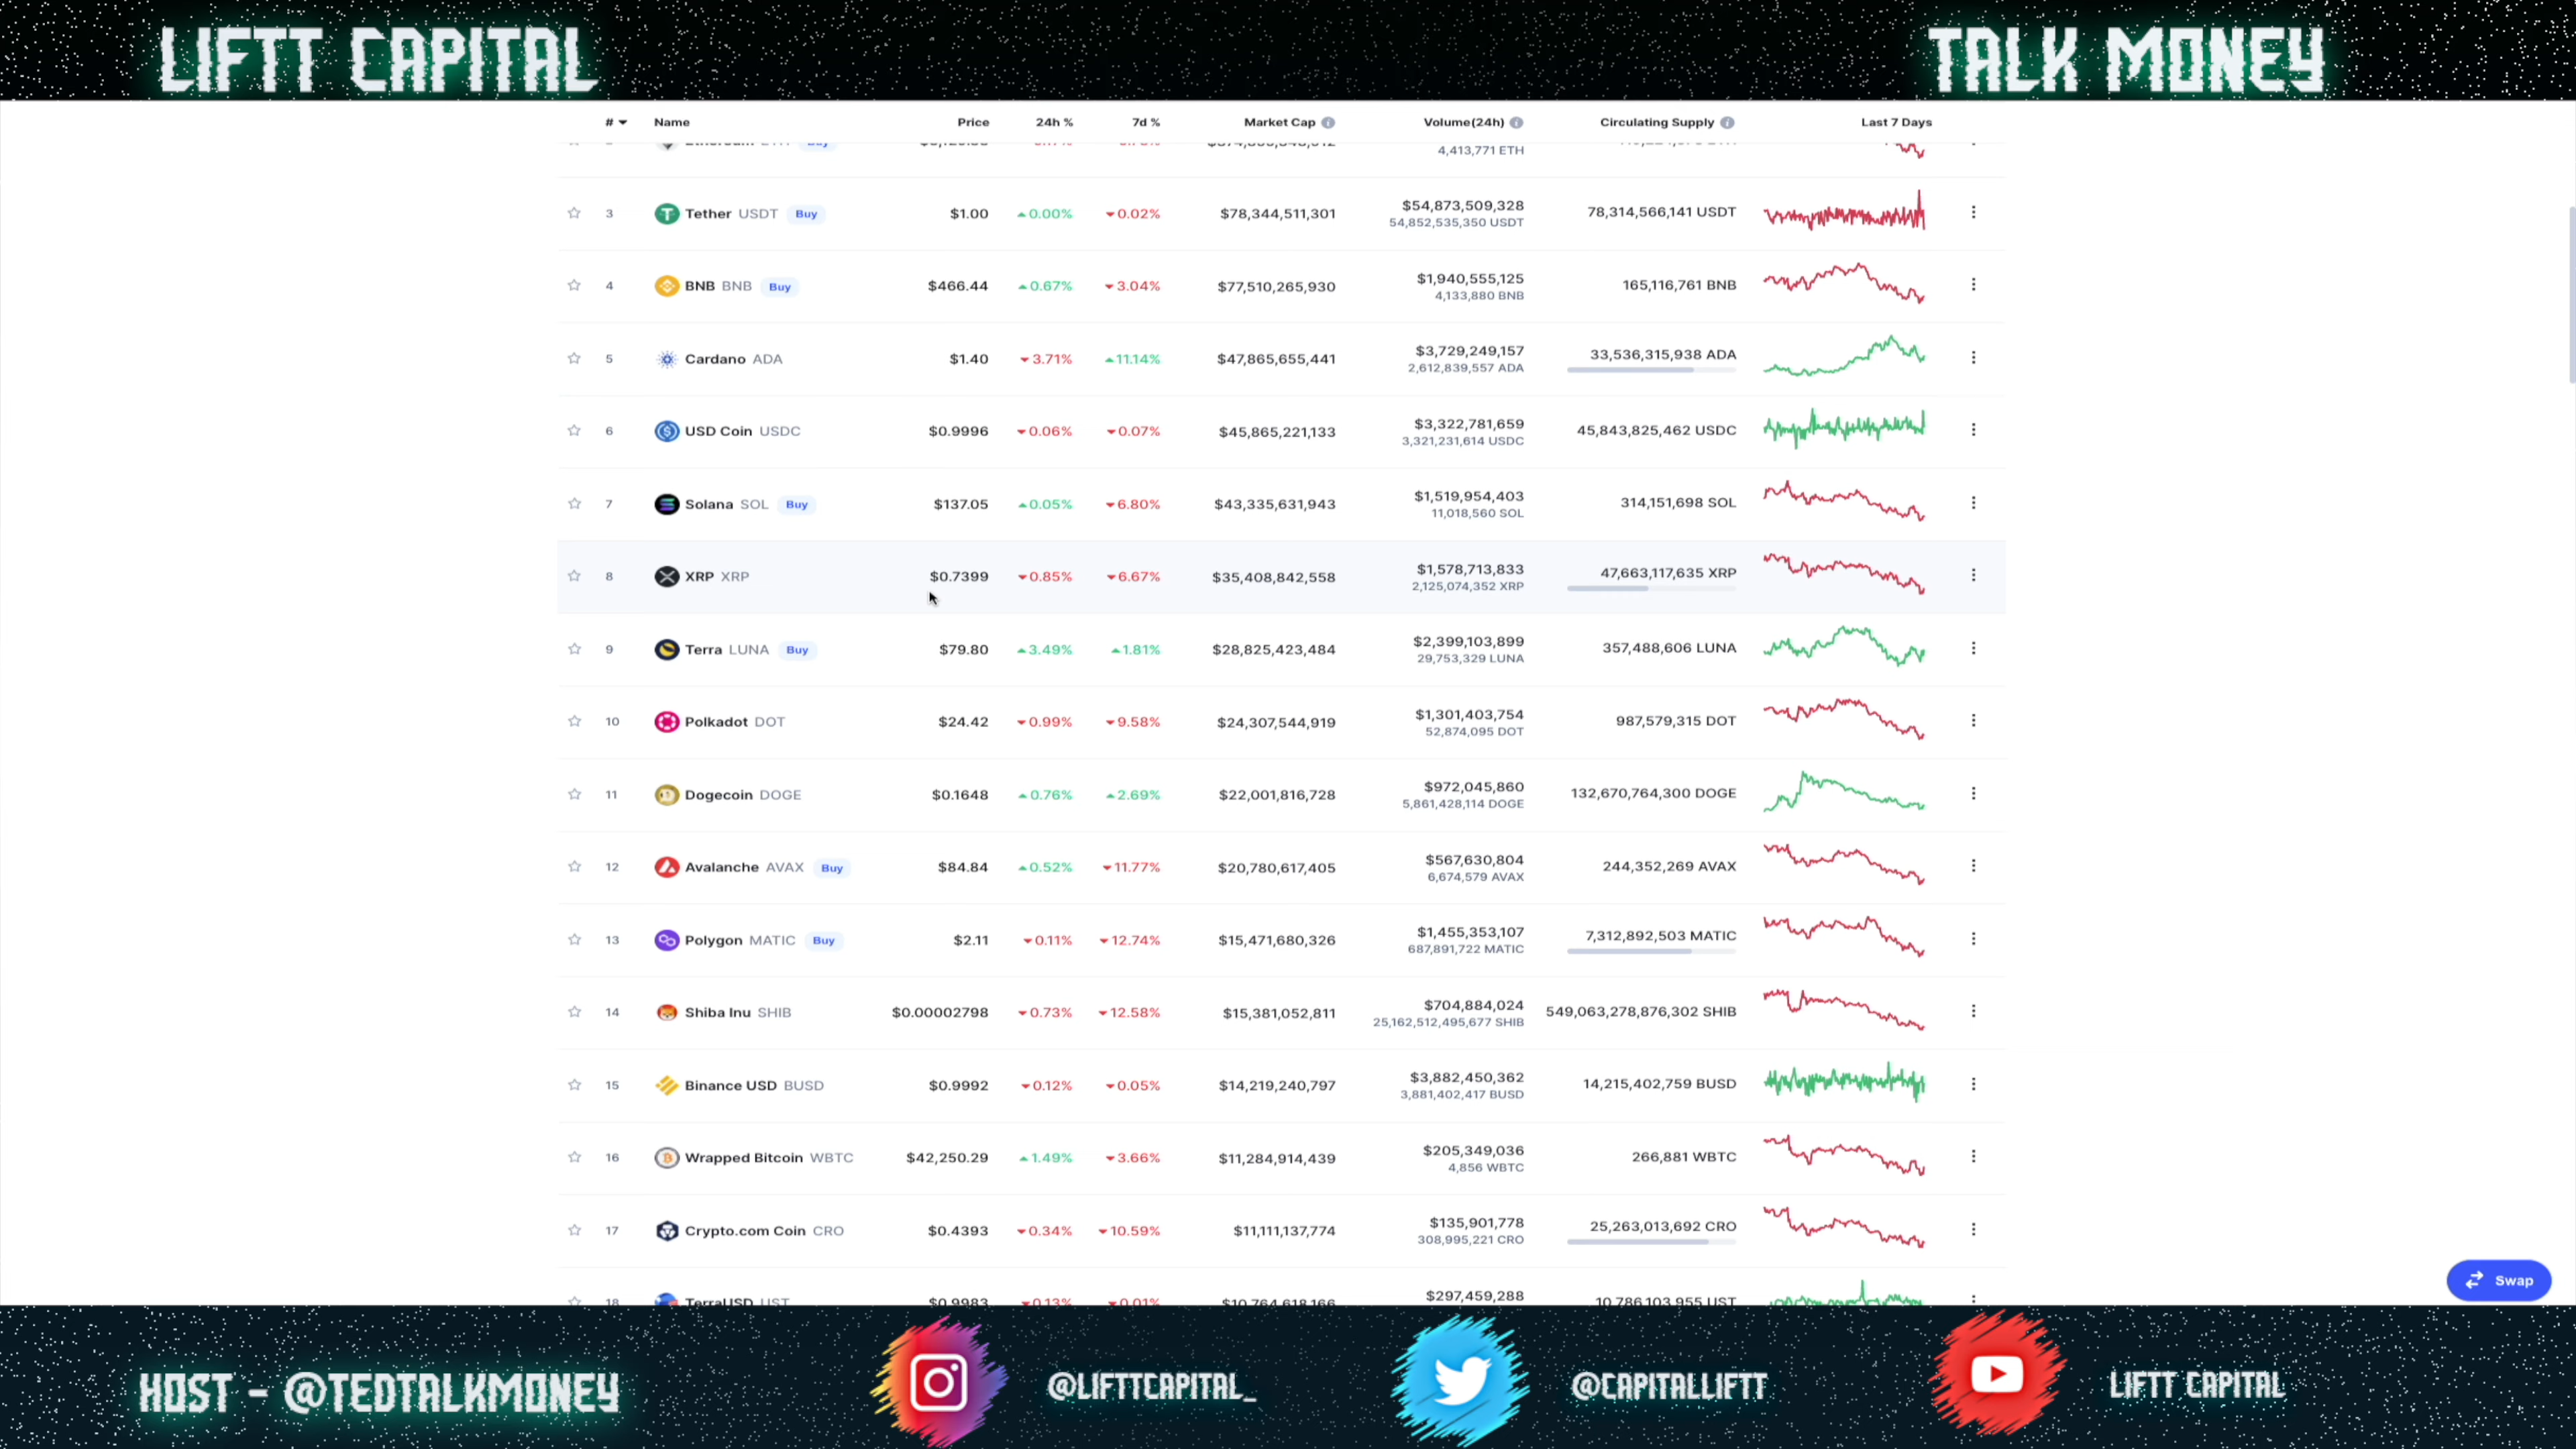 LIFTT CAPITAL TALK MONEY
# Name Price 24h % 7d % Market Cap Volume(24h) Circulating Supply Last 7 Days
4,413,771 ETH
3 Tether USDT Buy $1.00 0.00% 0.02% $78,344,511,301 $54,873,509,328 78,314,566,141 USDT
54,852,535,350 USDT
4 BNB BNB Buy $466.44 0.67% 3.04% $77,510,265,930 $1,940,555,125 165,116,761 BNB
4,133,880 BNB
5 Cardano ADA $1.40 3.71% 11.14% $47,865,655,441 $3,729,249,157 33,536,315,938 ADA
2,612,839,557 ADA
6 USD Coin USDC $0.9996 0.06% 0.07% $45,865,221,133 $3,322,781,659 45,843,825,462 USDC
3,321,231,614 USDC
7 Solana SOL Buy $137.05 0.05% 6.80% $43,335,631,943 $1,519,954,403 314,151,698 SOL
11,018,560 SOL
8 XRP XRP $0.7399 0.85% 6.67% $35,408,842,558 $1,578,713,833 47,663,117,635 XRP
2,125,074,352 XRP
9 Terra LUNA Buy $79.80 3.49% 1.81% $28,825,423,484 $2,399,103,899 357,488,606 LUNA
29,753,329 LUNA
10 Polkadot DOT $24.42 0.99% 9.58% $24,307,544,919 $1,301,403,754 987,579,315 DOT
52,874,095 DOT
11 Dogecoin DOGE $0.1648 0.76% 2.69% $22,001,816,728 $972,045,860 132,670,764,300 DOGE
5,861,428,114 DOGE
12 Avalanche AVAX Buy $84.84 0.52% 11.77% $20,780,617,405 $567,630,804 244,352,269 AVAX
6,674,579 AVAX
13 Polygon MATIC Buy $2.11 0.11% 12.74% $15,471,680,326 $1,455,353,107 7,312,892,503 MATIC
687,891,722 MATIC
14 Shiba Inu SHIB $0.00002798 0.73% 12.58% $15,381,052,811 $704,884,024 549,063,278,876,302 SHIB
25,162,512,495,677 SHIB
15 Binance USD BUSD $0.9992 0.12% 0.05% $14,219,240,797 $3,882,450,362 14,215,402,759 BUSD
3,881,402,417 BUSD
16 Wrapped Bitcoin WBTC $42,250.29 1.49% 3.66% $11,284,914,439 $205,349,036 266,881 WBTC
4,856 WBTC
17 Crypto.com Coin CRO $0.4393 0.34% 10.59% $11,111,137,774 $135,901,778 25,263,013,692 CRO
308,995,221 CRO
18 TerraUSD UST $0.9983 0.13% 0.01% $10,764,618,166 $297,459,288 10,786,103,955 UST
Swap
HOST - @TEDTALKMONEY @LIFTTCAPITAL_ @CAPITALLIFTT LIFTT CAPITAL